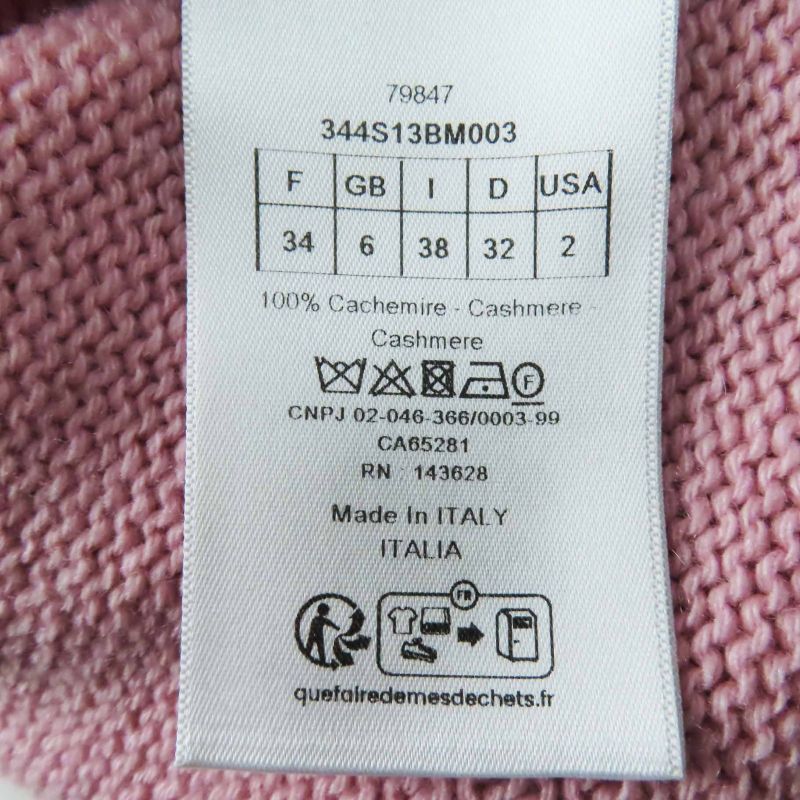 79847
344S13BM003
F GB I D USA
34 6 38 32 2
100% Cachemire - Cashmere -
Cashmere
F
CNPJ 02-046-366/0003-99
CA65281
RN : 143628
Made In ITALY
ITALIA
FR
quefairedemesdechets.fr